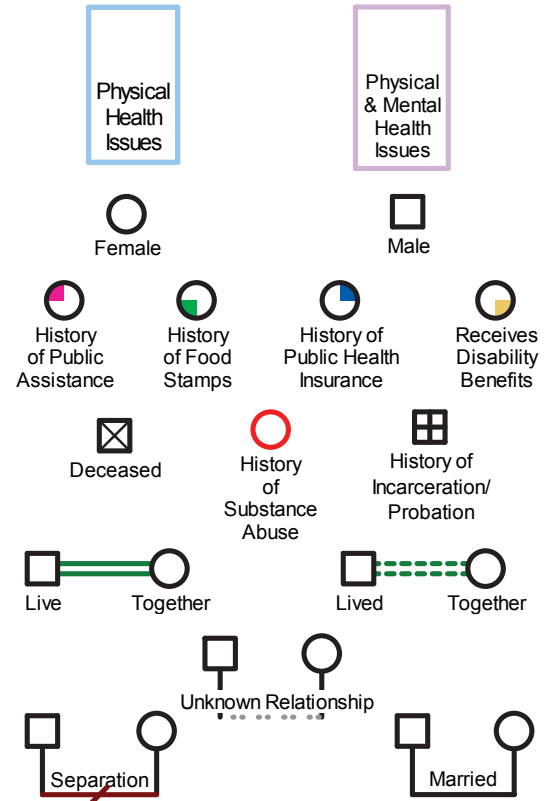 Physical
Health
Issues
Physical
& Mental
Health
Issues
Female
Male
History
of Public
Assistance
History
of Food
Stamps
History of
Public Health
Insurance
Receives
Disability
Benefits
Deceased
History
of
Substance
Abuse
History of
Incarceration/
Probation
Live Together
Lived Together
Unknown Relationship
Separation
Married